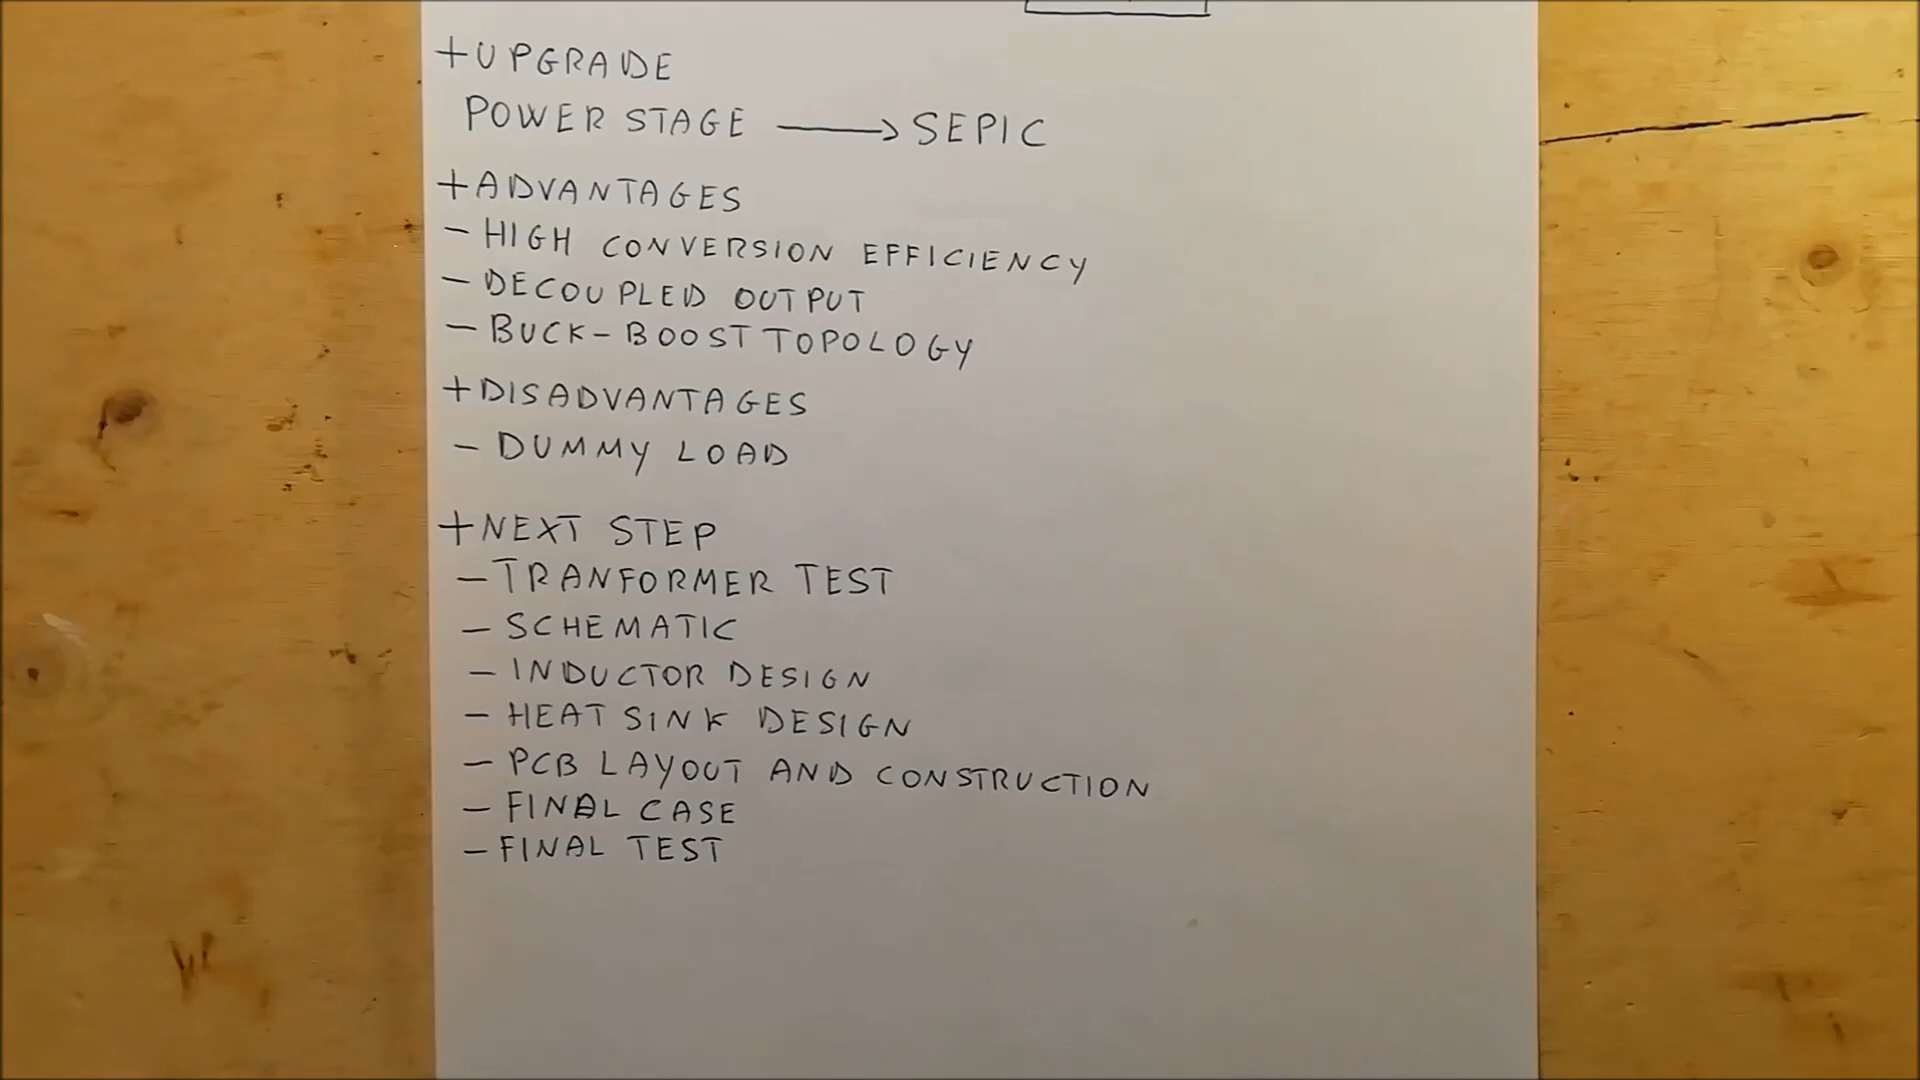 +UPGRADE
POWER STAGE → SEPIC
+ADVANTAGES
- HIGH CONVERSION EFFICIENCY
- DECOUPLED OUTPUT
- BUCK-BOOST TOPOLOGY
+DISADVANTAGES
- DUMMY LOAD
+NEXT STEP
- TRANFORMER TEST
- SCHEMATIC
- INDUCTOR DESIGN
- HEAT SINK DESIGN
- PCB LAYOUT AND CONSTRUCTION
- FINAL CASE
- FINAL TEST